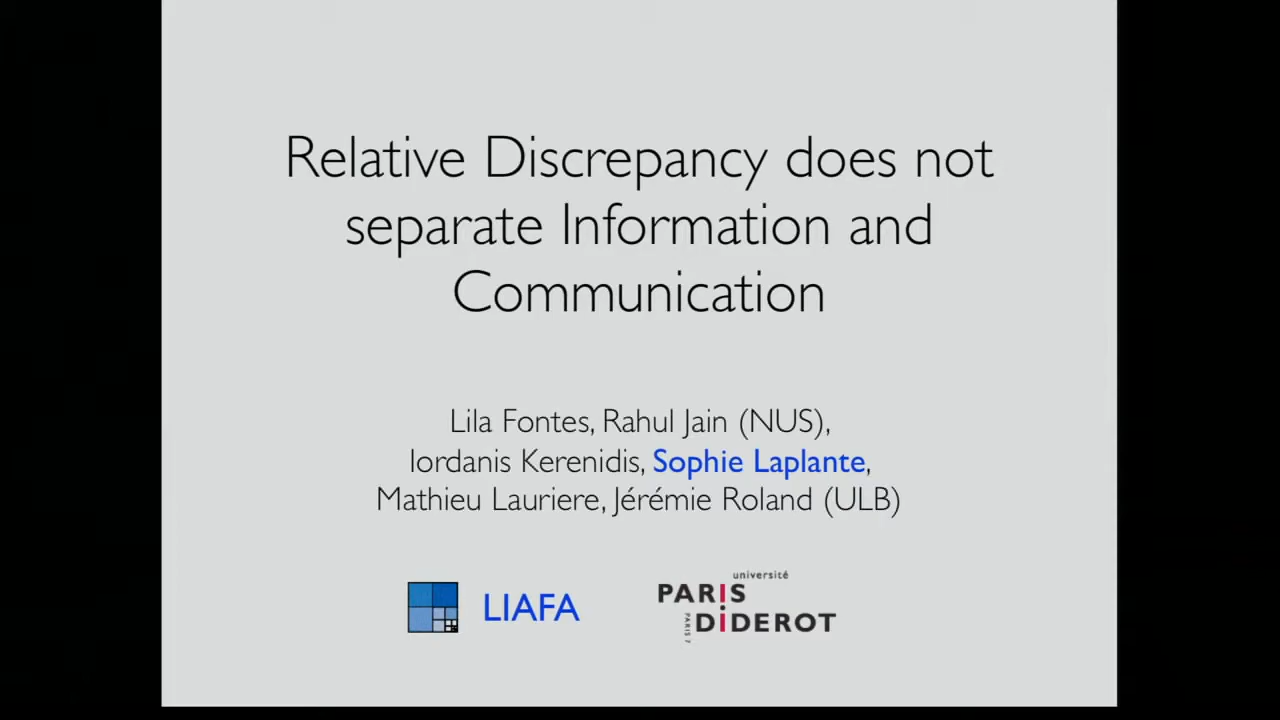 Relative Discrepancy does not
separate Information and
Communication
Lila Fontes, Rahul Jain (NUS),
Iordanis Kerenidis, Sophie Laplante,
Mathieu Lauriere, Jérémie Roland (ULB)
LIAFA
université
PARIS
DIDEROT
PARIS 7